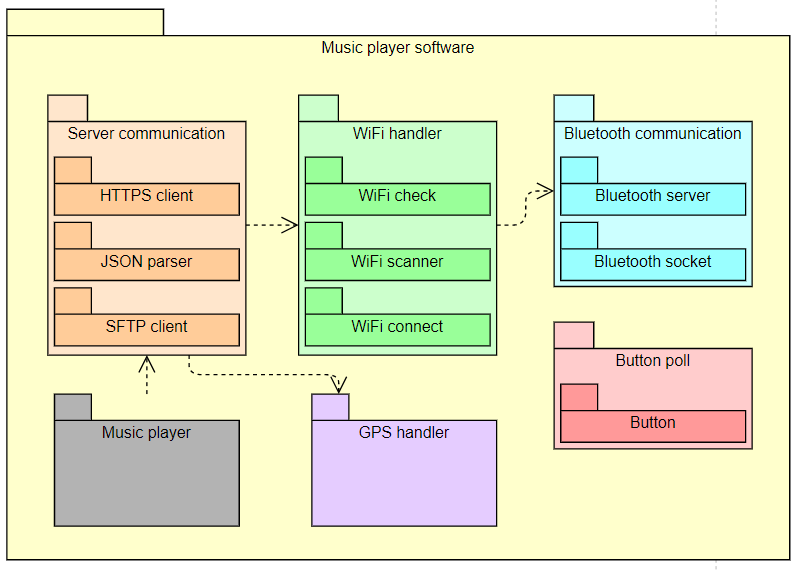 Music player software
Server communication
HTTPS client
JSON parser
SFTP client
WiFi handler
WiFi check
WiFi scanner
WiFi connect
Bluetooth communication
Bluetooth server
Bluetooth socket
Button poll
Button
Music player
GPS handler